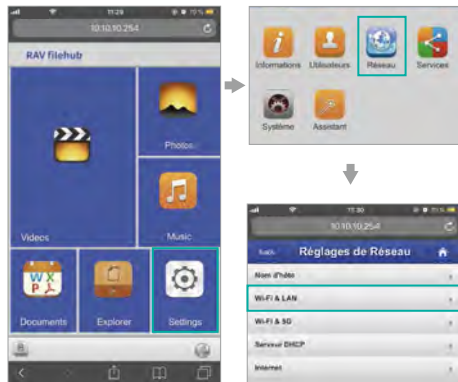 11:29
10.10.10.254
RAV filehub
Photos
Videos
Music
W X
P
Documents
Explorer
Settings
Informations
Utilisateurs
Réseau
Services
Système
Assistant
11:30
10.10.10.254
Back
Réglages de Réseau
Nom d'hôte
Wi-Fi & LAN
Wi-Fi & 5G
Serveur DHCP
Internet